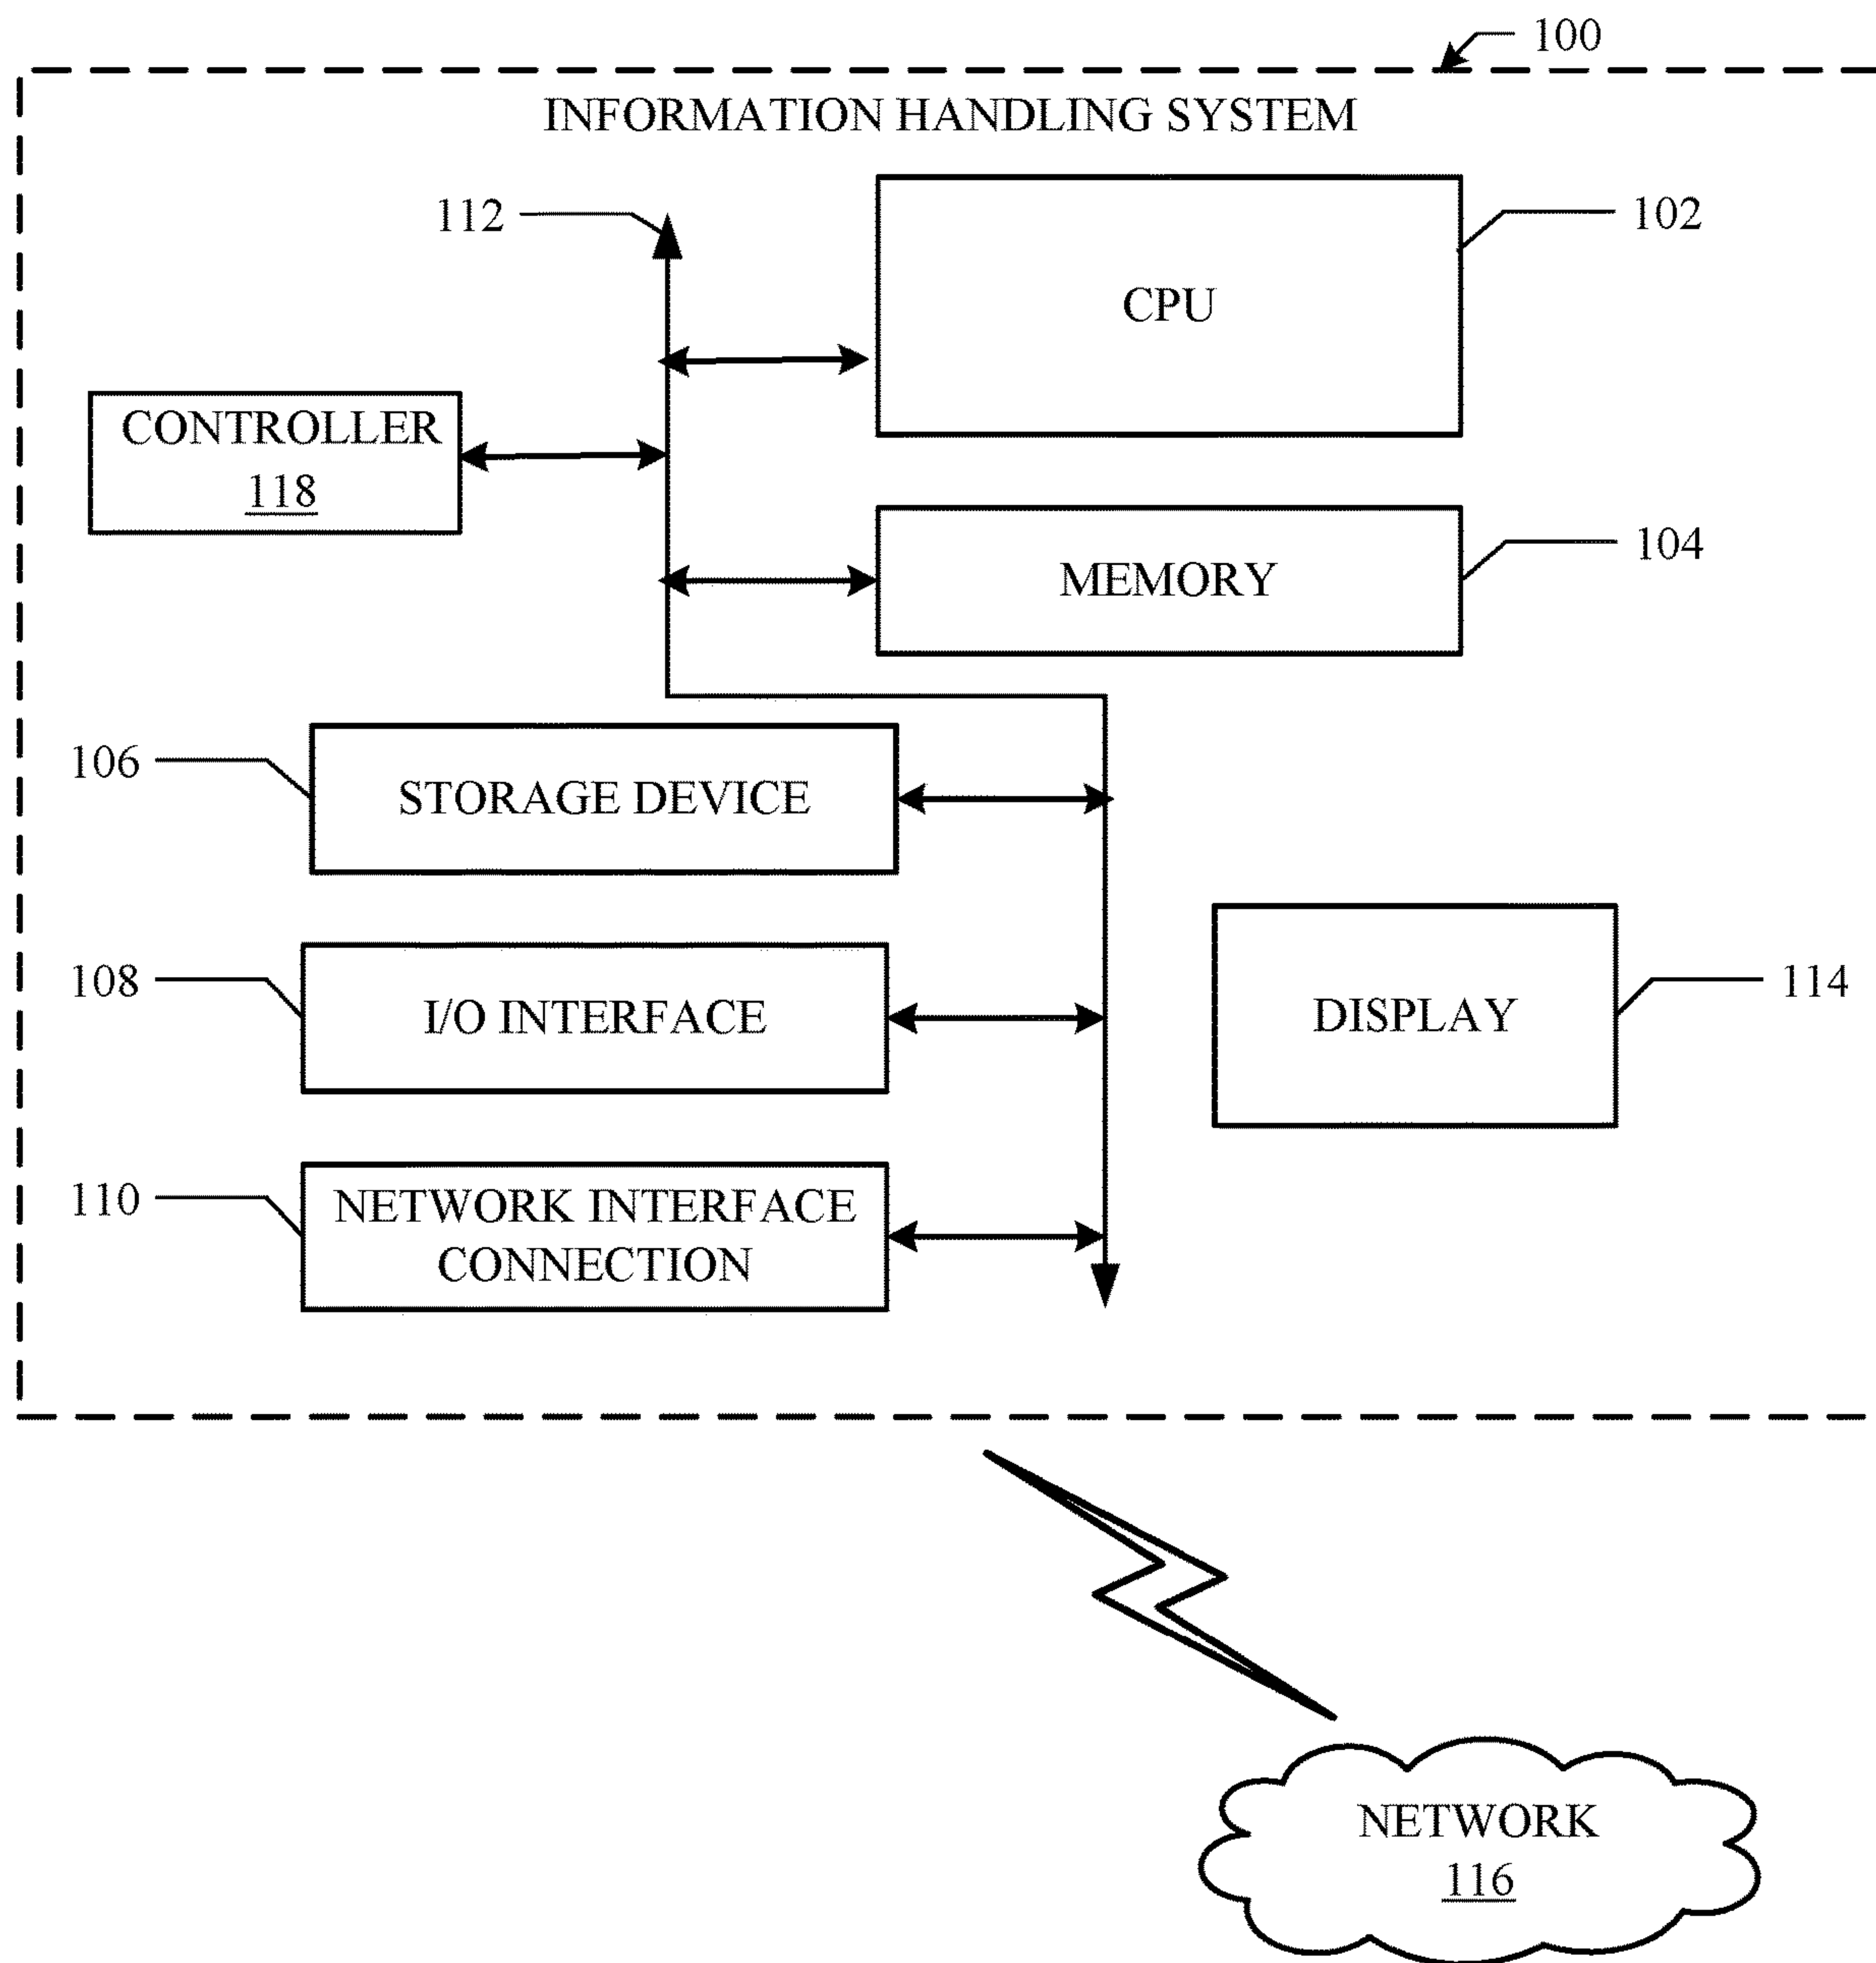 100
INFORMATION HANDLING SYSTEM
112
102
CPU
CONTROLLER
118
104
MEMORY
106
STORAGE DEVICE
108
I/O INTERFACE
DISPLAY
114
110
NETWORK INTERFACE
CONNECTION
NETWORK
116